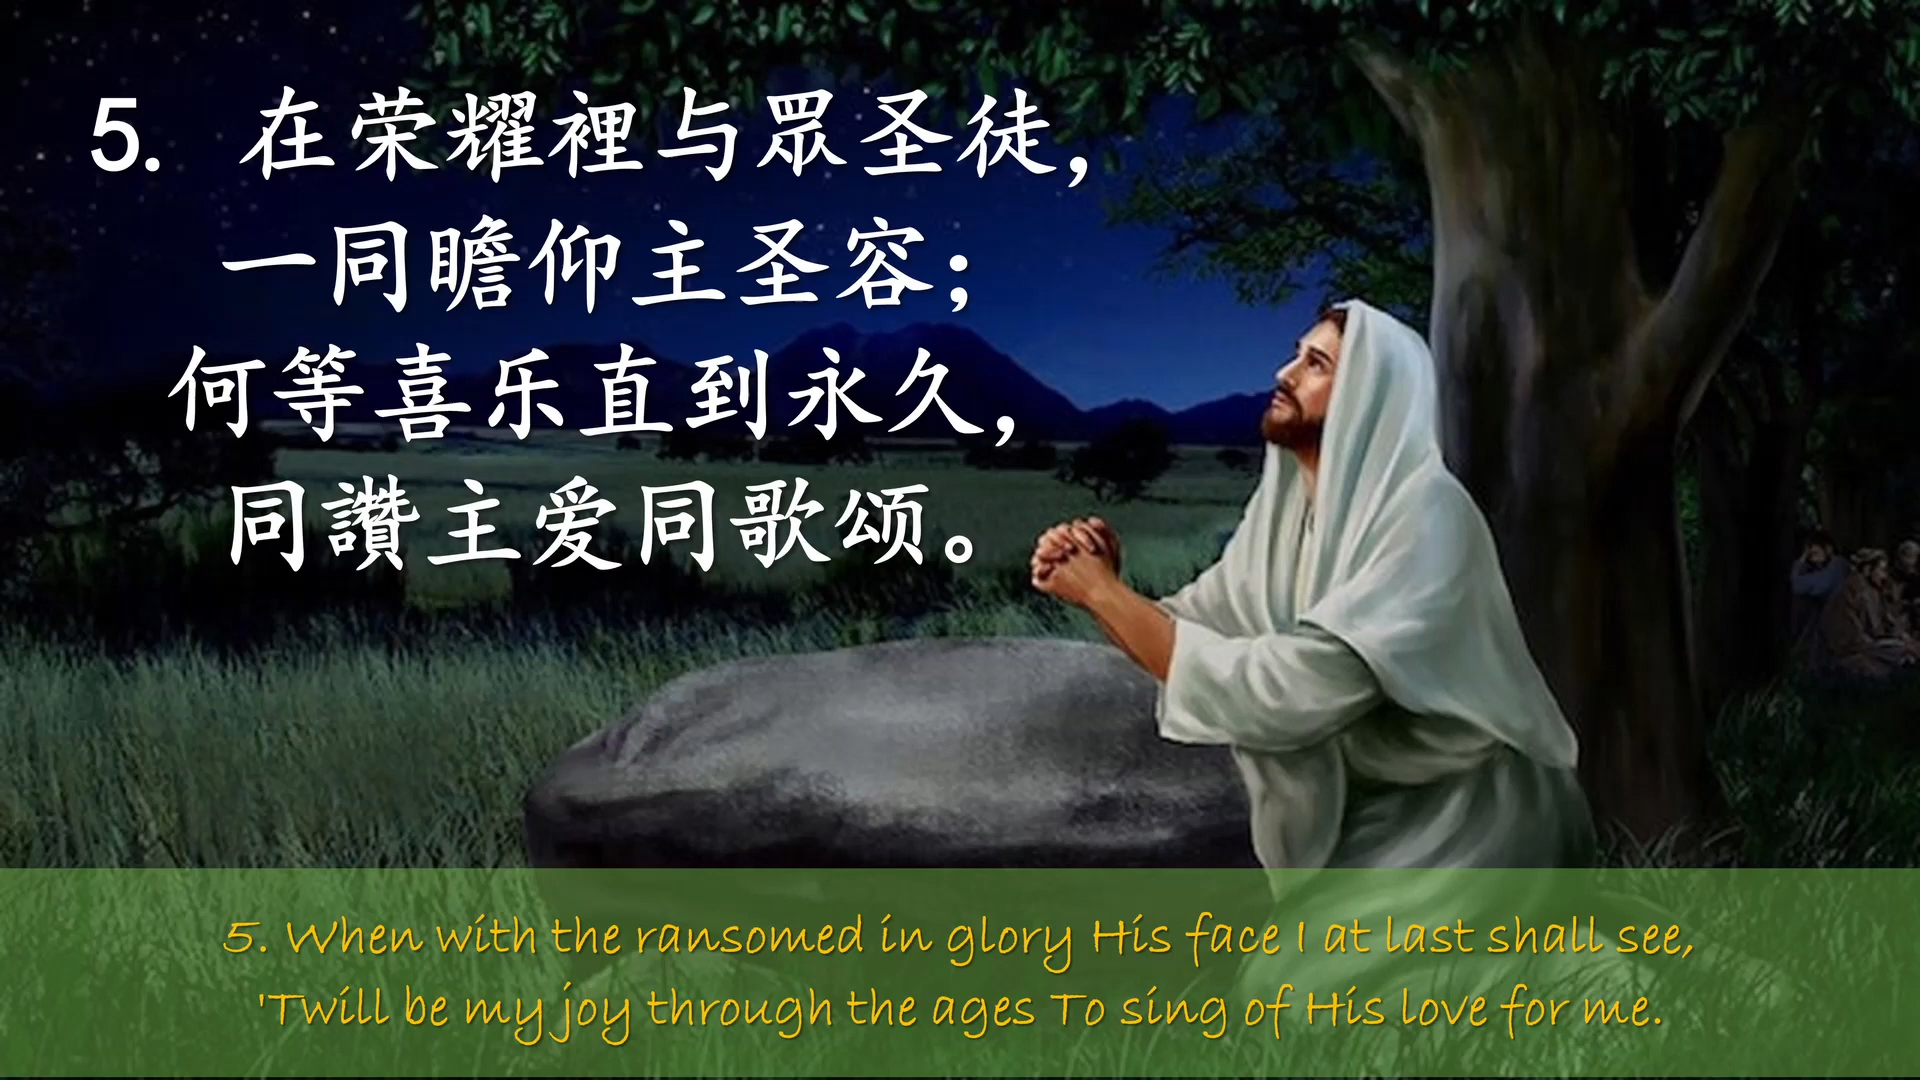 5. 在荣耀裡与眾圣徒，
一同瞻仰主圣容；
何等喜乐直到永久，
同讚主爱同歌颂。
5. When with the ransomed in glory His face I at last shall see,
'Twill be my joy through the ages To sing of His love for me.